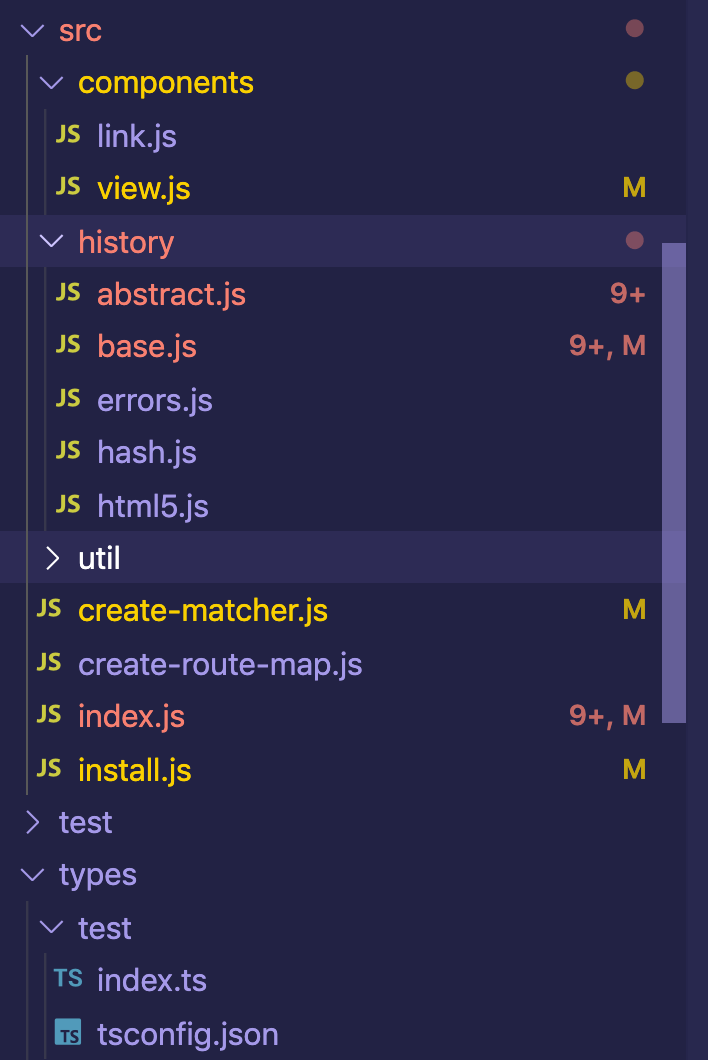 src
components
JS link.js
JS view.js M
history
JS abstract.js 9+
JS base.js 9+, M
JS errors.js
JS hash.js
JS html5.js
util
JS create-matcher.js M
JS create-route-map.js
JS index.js 9+, M
JS install.js M
test
types
test
TS index.ts
TS tsconfig.json